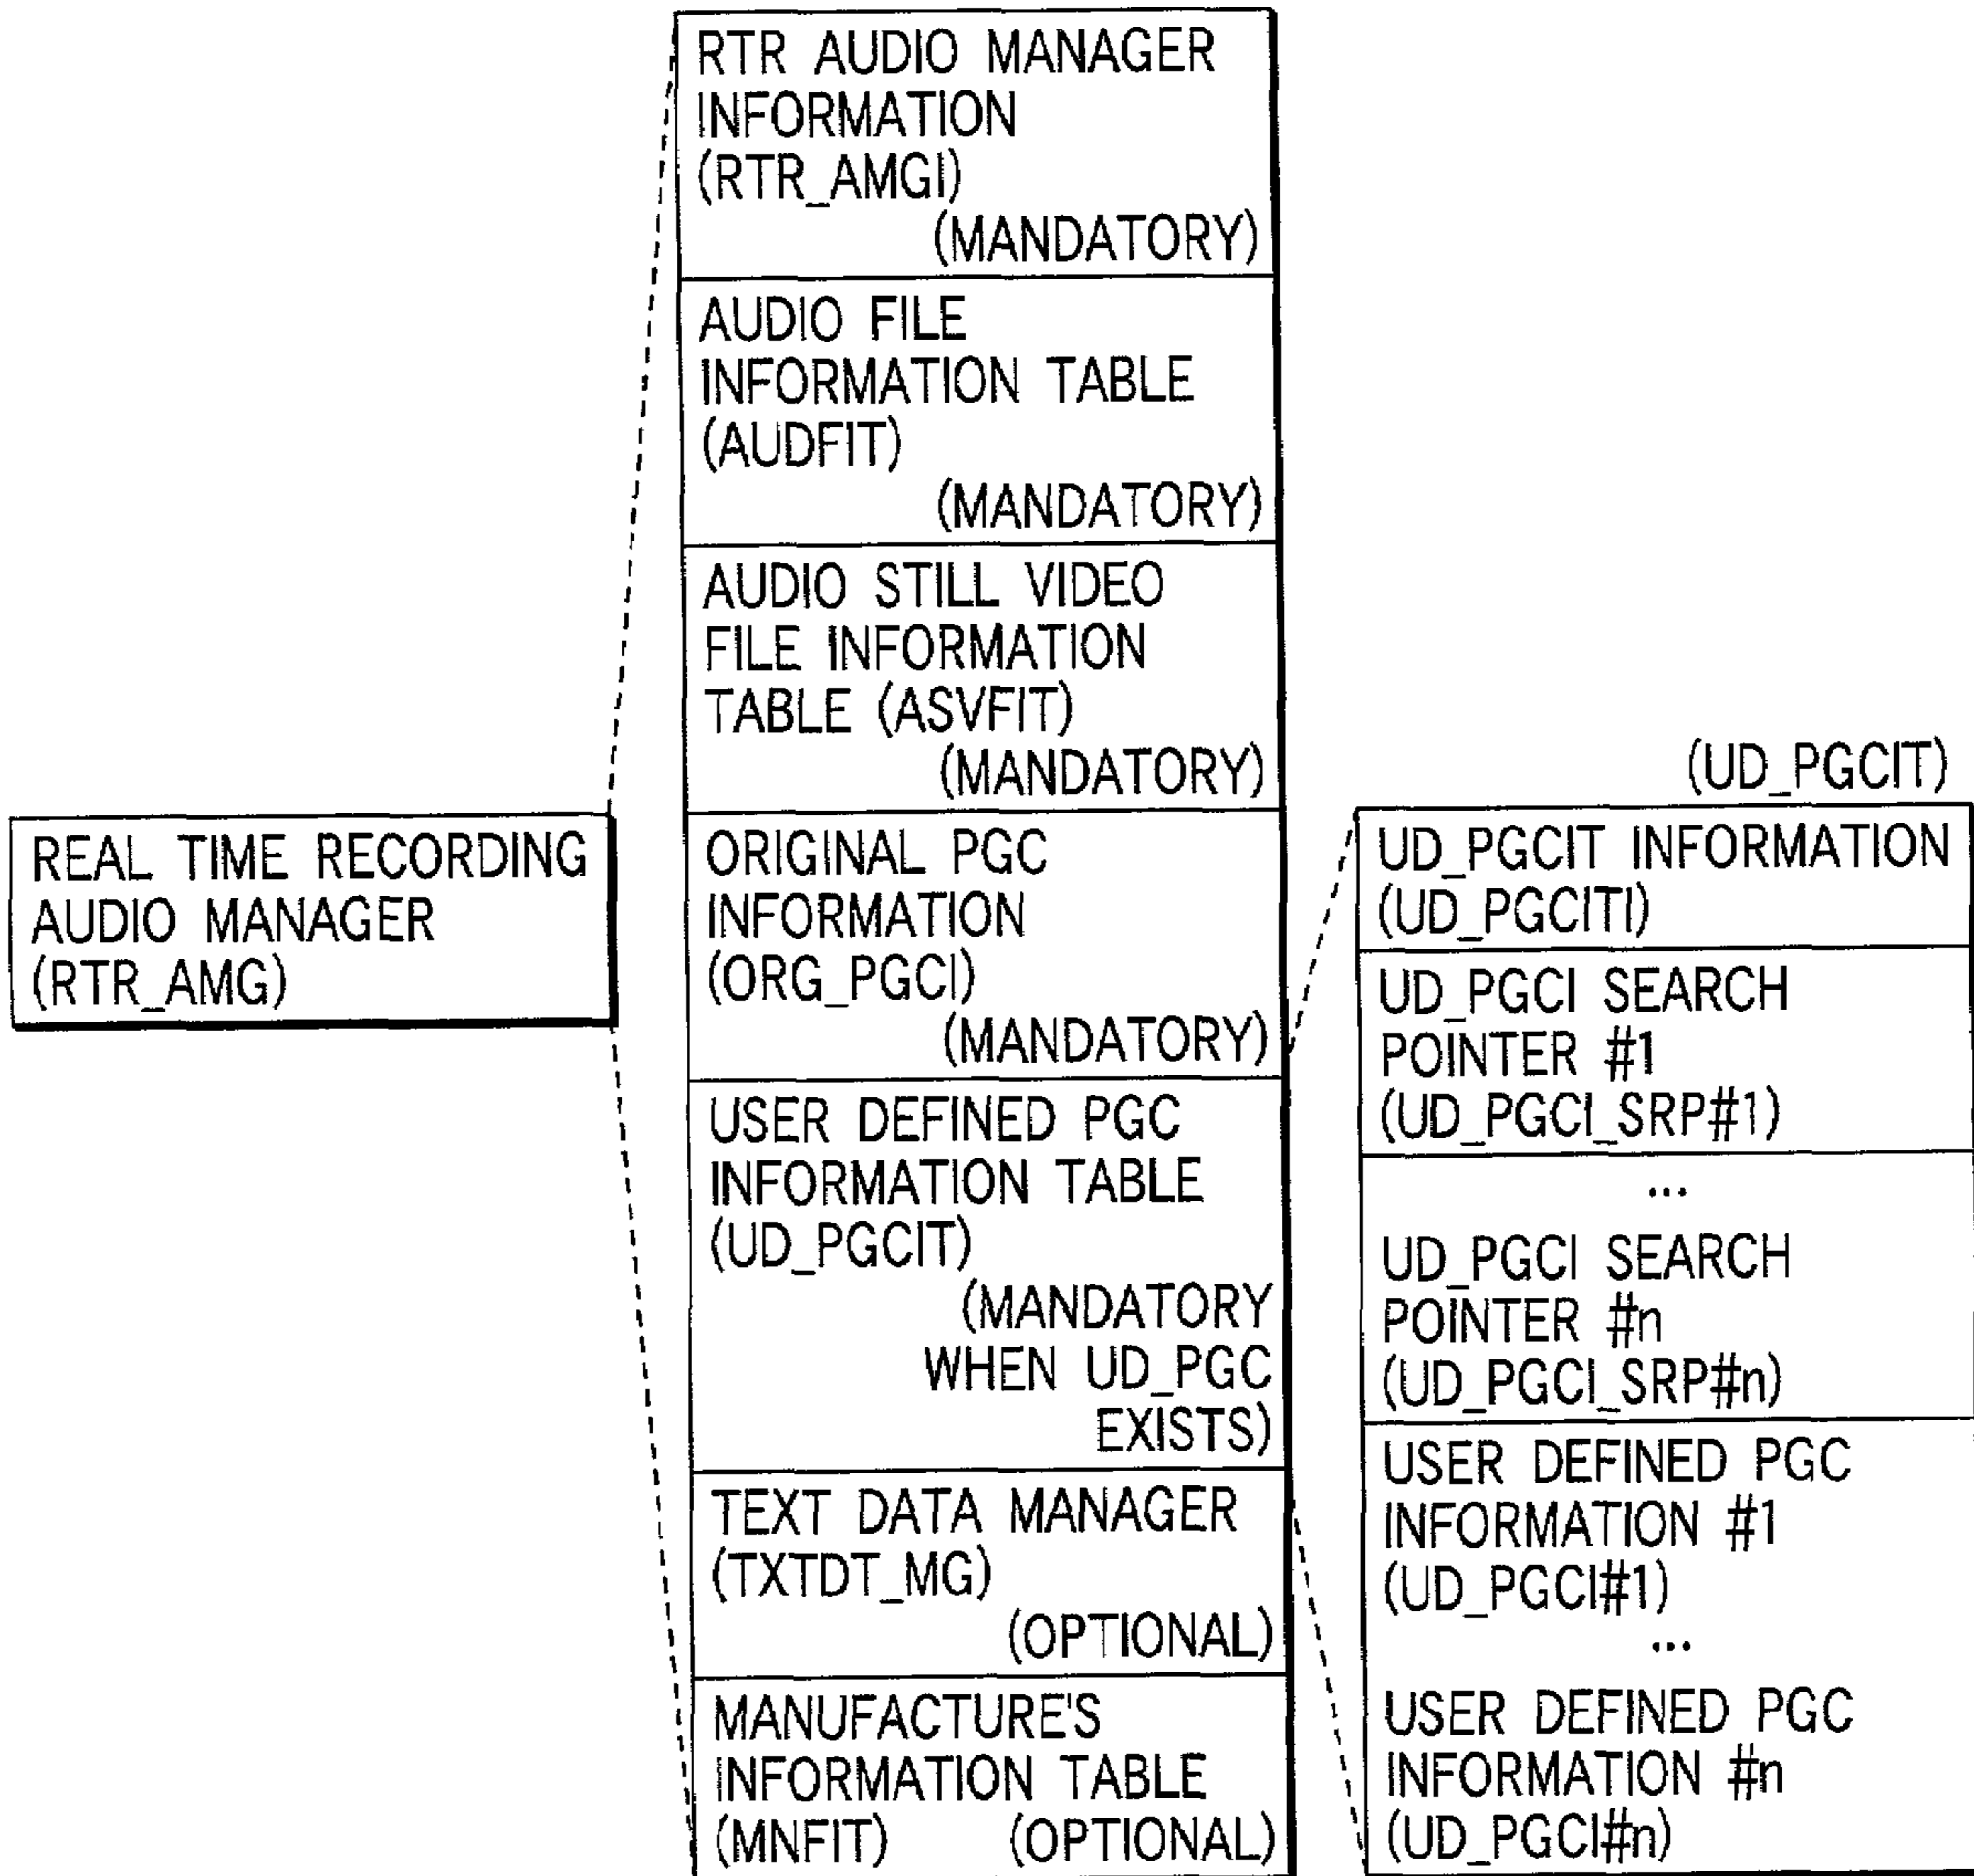 REAL TIME RECORDING
AUDIO MANAGER
(RTR_AMG)
RTR AUDIO MANAGER
INFORMATION
(RTR_AMGI)
(MANDATORY)
AUDIO FILE
INFORMATION TABLE
(AUDFIT)
(MANDATORY)
AUDIO STILL VIDEO
FILE INFORMATION
TABLE (ASVFIT)
(MANDATORY)
ORIGINAL PGC
INFORMATION
(ORG_PGCI)
(MANDATORY)
USER DEFINED PGC
INFORMATION TABLE
(UD_PGCIT)
(MANDATORY
WHEN UD_PGC
EXISTS)
TEXT DATA MANAGER
(TXTDT_MG)
(OPTIONAL)
MANUFACTURE'S
INFORMATION TABLE
(MNFIT) (OPTIONAL)
(UD_PGCIT)
UD_PGCIT INFORMATION
(UD_PGCITI)
UD_PGCI SEARCH
POINTER #1
(UD_PGCI_SRP#1)
...
UD_PGCI SEARCH
POINTER #n
(UD_PGCI_SRP#n)
USER DEFINED PGC
INFORMATION #1
(UD_PGCI#1)
...
USER DEFINED PGC
INFORMATION #n
(UD_PGCI#n)